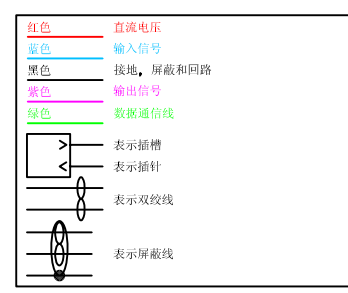 红色 直流电压
蓝色 输入信号
黑色 接地，屏蔽和回路
紫色 输出信号
绿色 数据通信线
表示插槽
表示插针
表示双绞线
表示屏蔽线